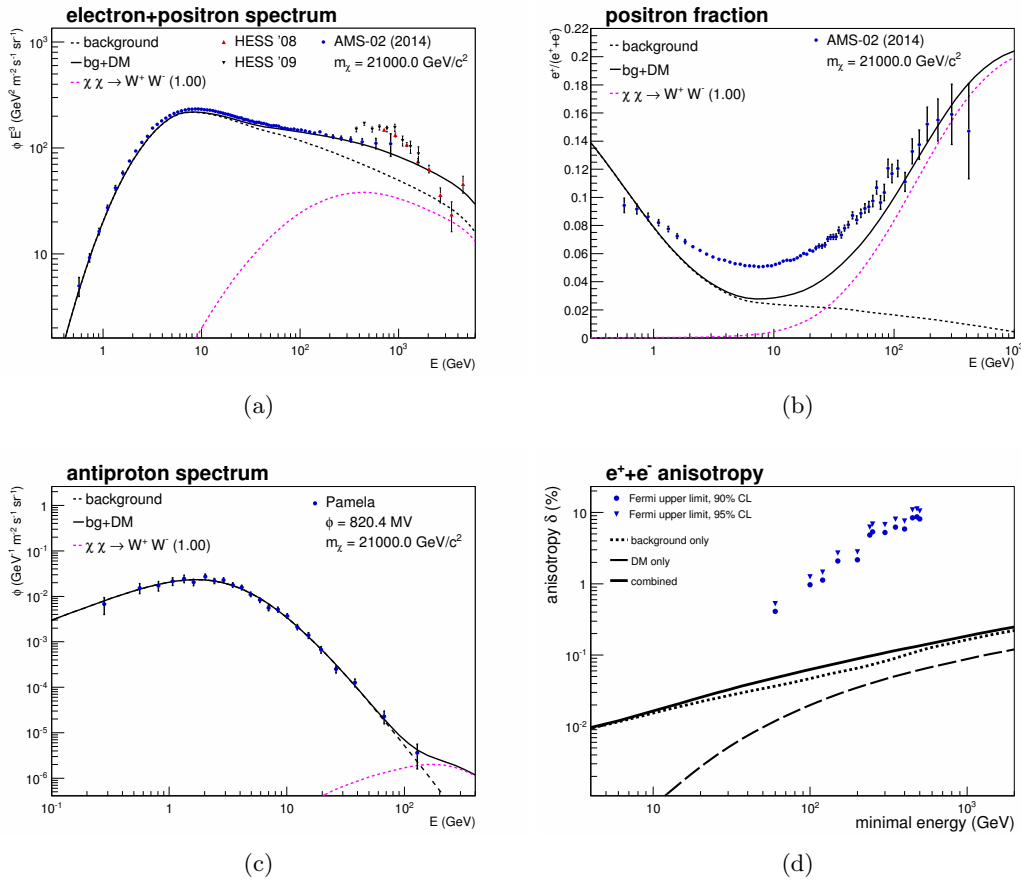 electron+positron spectrum
φ E³ (GeV² m⁻² s⁻¹ sr⁻¹)
10³
10²
10
background
bg+DM
χ χ → W⁺ W⁻ (1.00)
HESS '08
HESS '09
AMS-02 (2014)
mχ = 21000.0 GeV/c²
1 10 10² 10³
E (GeV)
(a)
positron fraction
e⁺/(e⁺+e⁻)
0.22
0.2
0.18
0.16
0.14
0.12
0.1
0.08
0.06
0.04
0.02
0
background
bg+DM
χ χ → W⁺ W⁻ (1.00)
AMS-02 (2014)
mχ = 21000.0 GeV/c²
1 10 10² 10³
E (GeV)
(b)
antiproton spectrum
φ (GeV⁻¹ m⁻² s⁻¹ sr⁻¹)
1
10⁻¹
10⁻²
10⁻³
10⁻⁴
10⁻⁵
10⁻⁶
background
bg+DM
χ χ → W⁺ W⁻ (1.00)
Pamela
φ = 820.4 MV
mχ = 21000.0 GeV/c²
10⁻¹ 1 10 10²
E (GeV)
(c)
e⁺+e⁻ anisotropy
anisotropy δ (%)
10
1
10⁻¹
10⁻²
Fermi upper limit, 90% CL
Fermi upper limit, 95% CL
background only
DM only
combined
10 10² 10³
minimal energy (GeV)
(d)